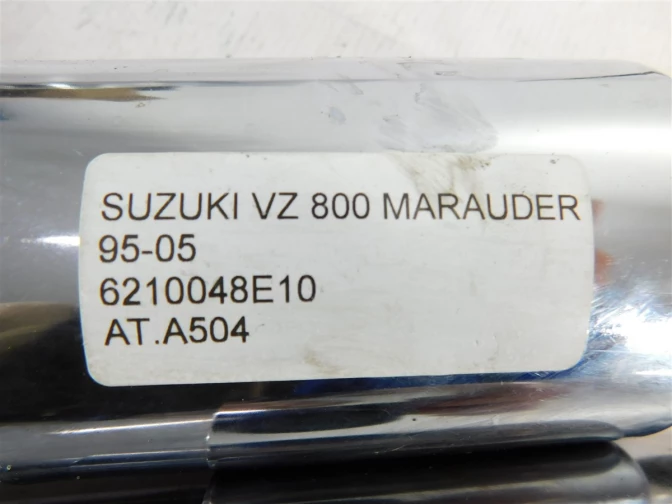 SUZUKI VZ 800 MARAUDER
95-05
6210048E10
AT.A504